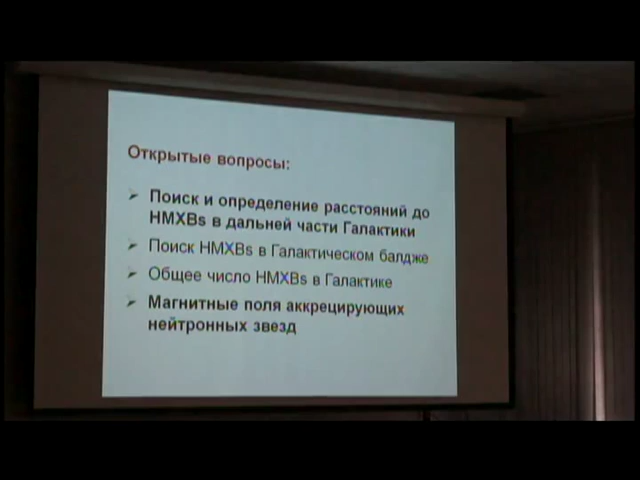 Открытые вопросы:
➢ Поиск и определение расстояний до
HMXBs в дальней части Галактики
➢ Поиск HMXBs в Галактическом балдже
➢ Общее число HMXBs в Галактике
➢ Магнитные поля аккрецирующих
нейтронных звезд